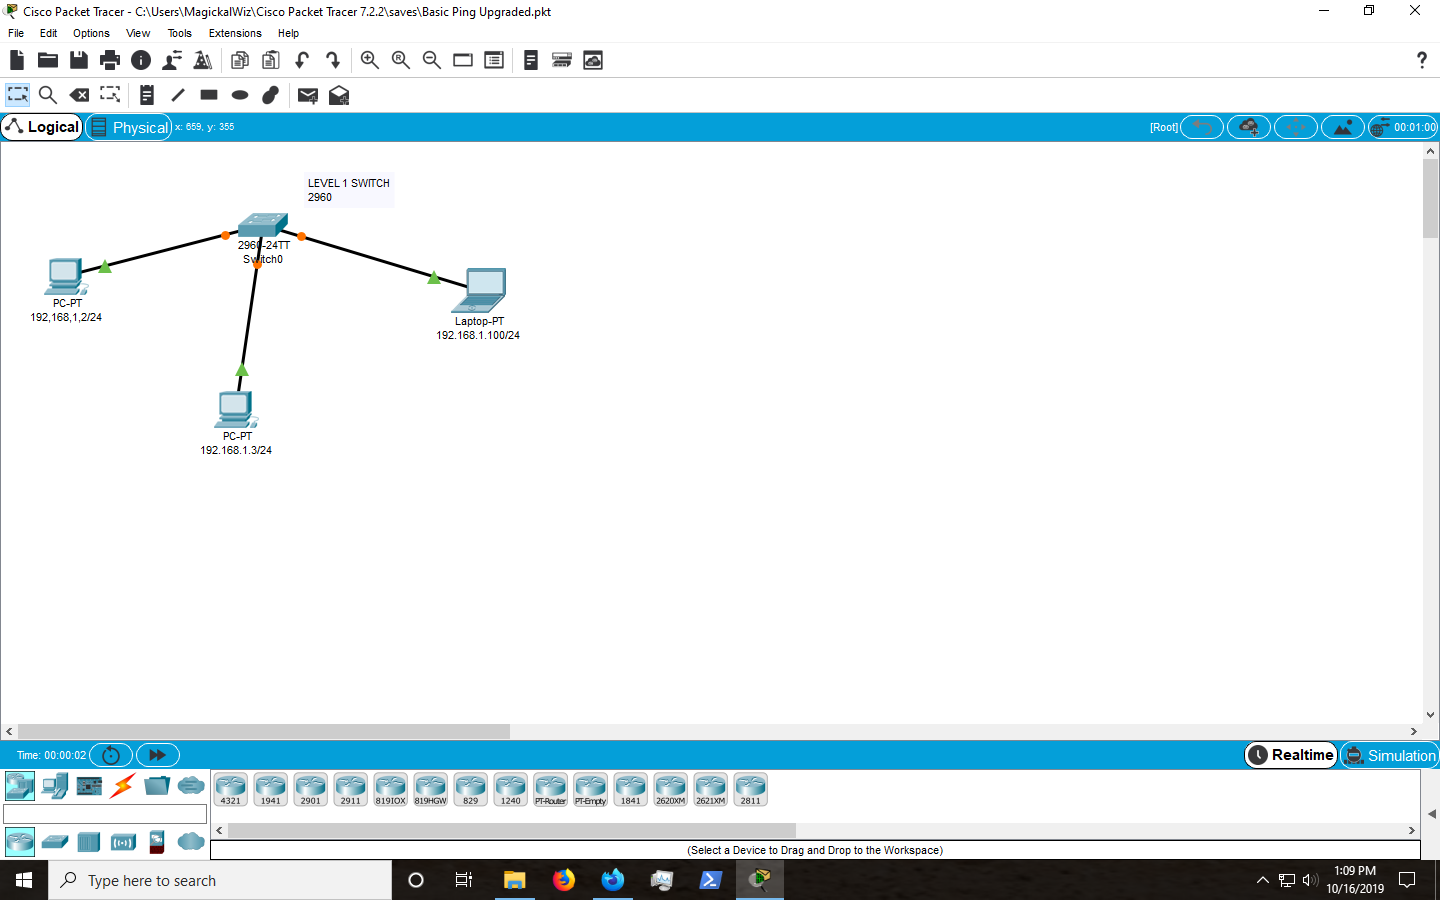 Cisco Packet Tracer - C:\Users\MagickalWiz\Cisco Packet Tracer 7.2.2\saves\Basic Ping Upgraded.pkt
File Edit Options View Tools Extensions Help
Logical Physical x: 659, y: 355 [Root] 00:01:00
LEVEL 1 SWITCH
2960
2960-24TT
Switch0
PC-PT
192,168,1,2/24
Laptop-PT
192.168.1.100/24
PC-PT
192.168.1.3/24
Time: 00:00:02 Realtime Simulation
4321 1941 2901 2911 819IOX 819HGW 829 1240 PT-Router PT-Empty 1841 2620XM 2621XM 2811
(Select a Device to Drag and Drop to the Workspace)
Type here to search
1:09 PM
10/16/2019